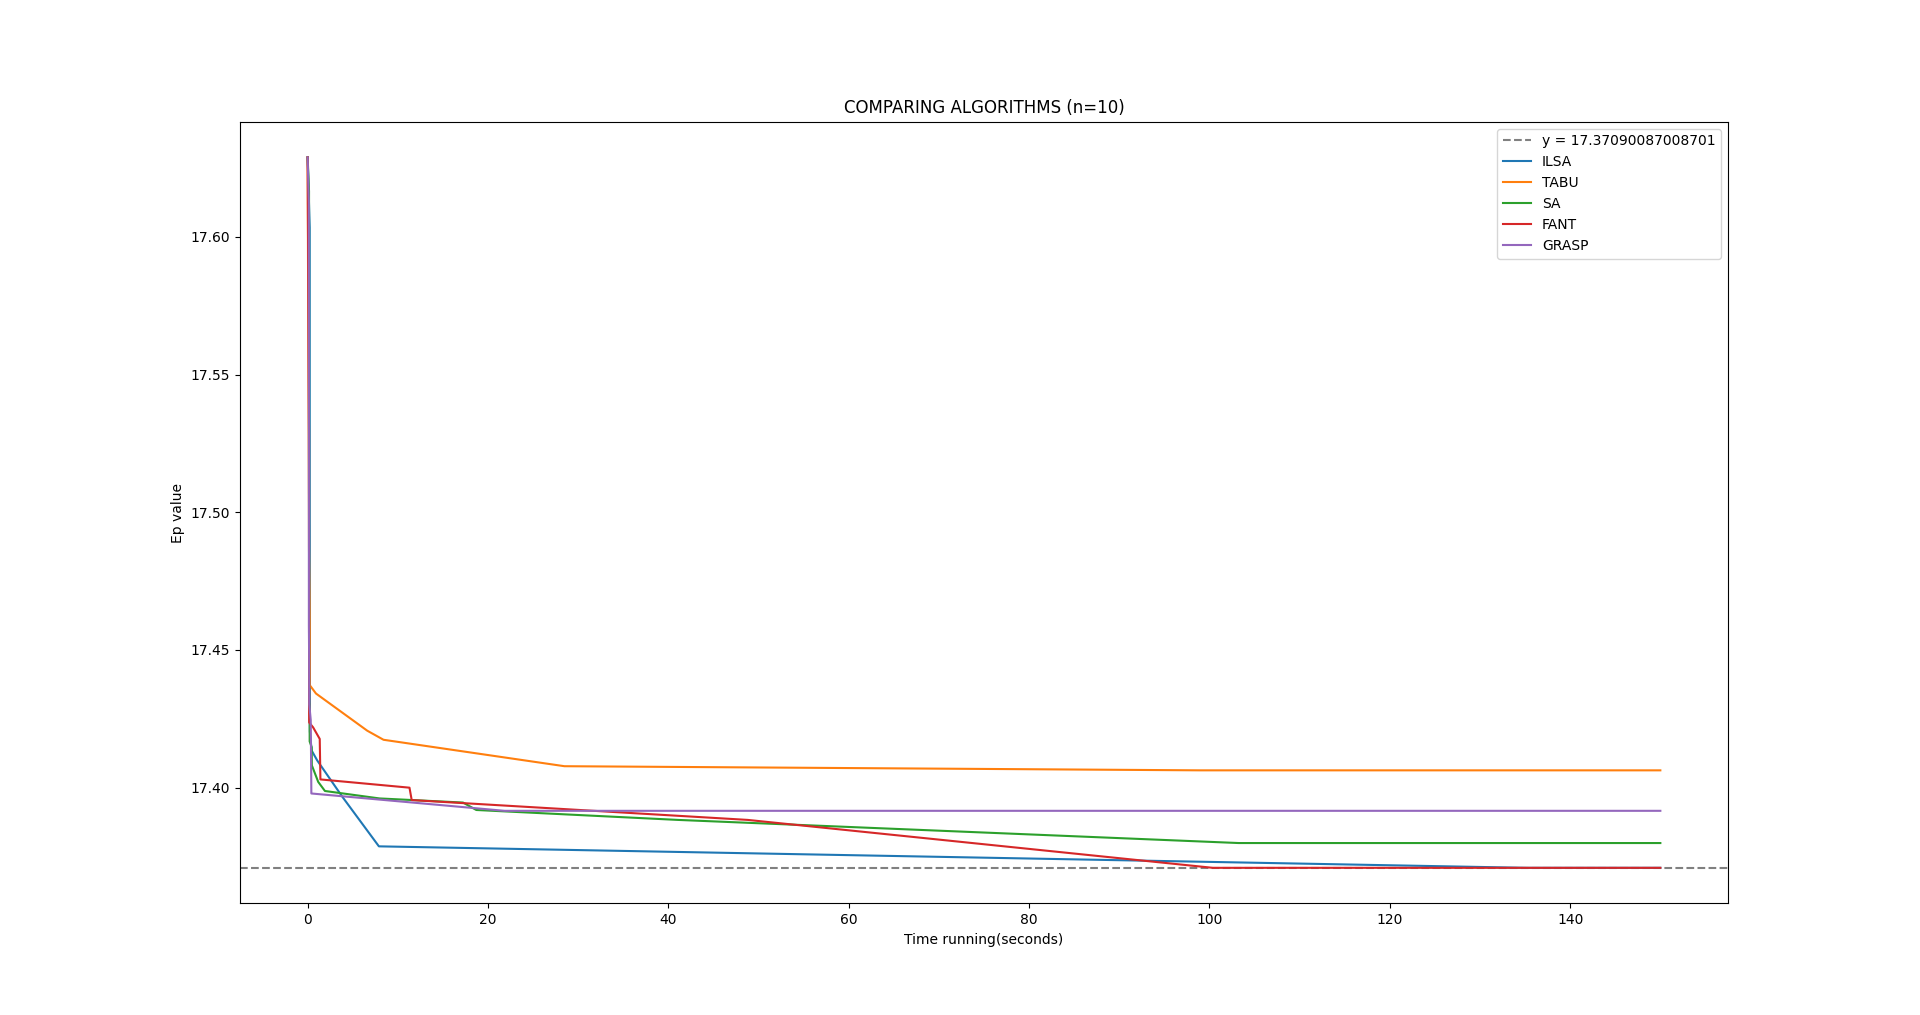 COMPARING ALGORITHMS (n=10)
y = 17.37090087008701
ILSA
TABU
SA
FANT
GRASP
Ep value
17.60
17.55
17.50
17.45
17.40
0 20 40 60 80 100 120 140
Time running(seconds)